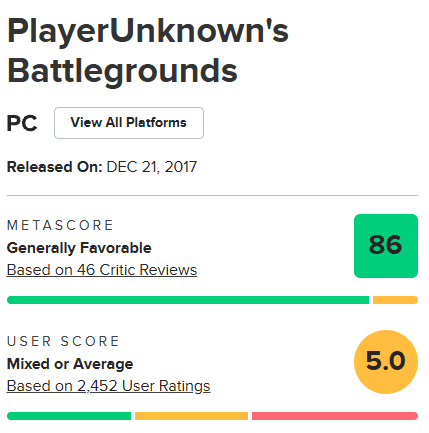 PlayerUnknown's
Battlegrounds
PC View All Platforms
Released On: DEC 21, 2017
METASCORE
Generally Favorable
Based on 46 Critic Reviews
86
USER SCORE
Mixed or Average
Based on 2,452 User Ratings
5.0